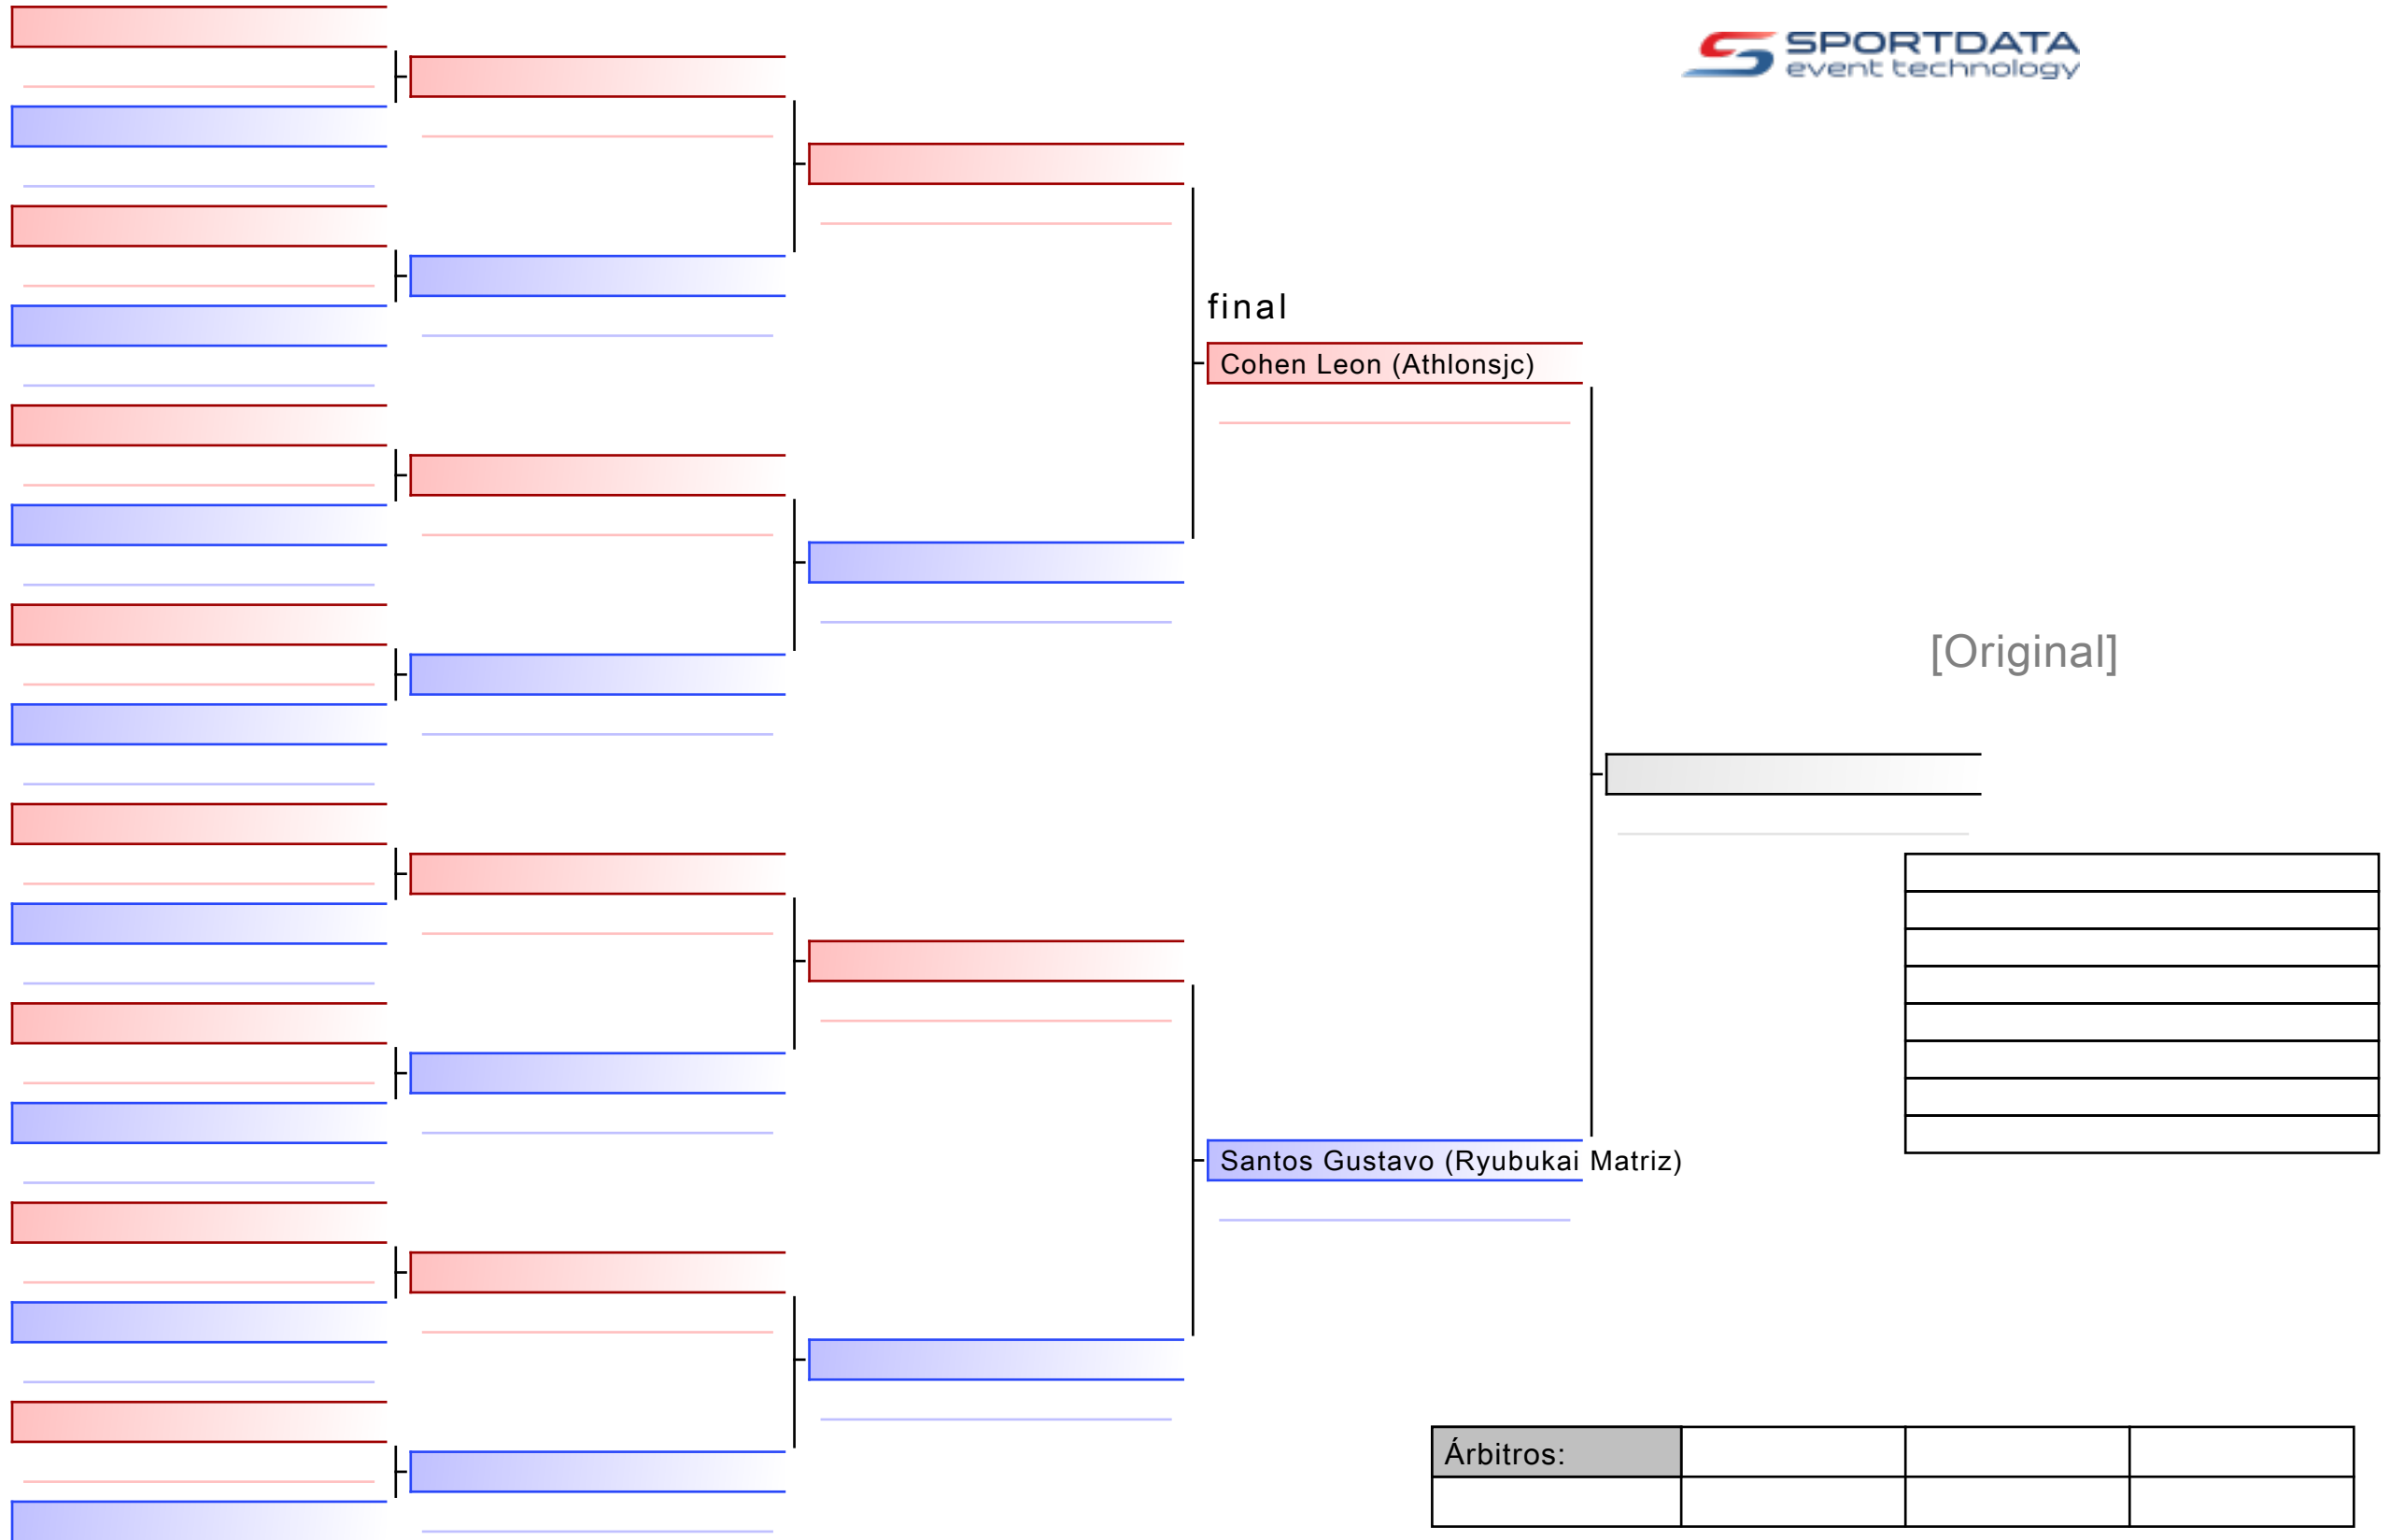 SPORTDATA
event technology
final
Cohen Leon (Athlonsjc)
[Original]
Santos Gustavo (Ryubukai Matriz)
Árbitros: